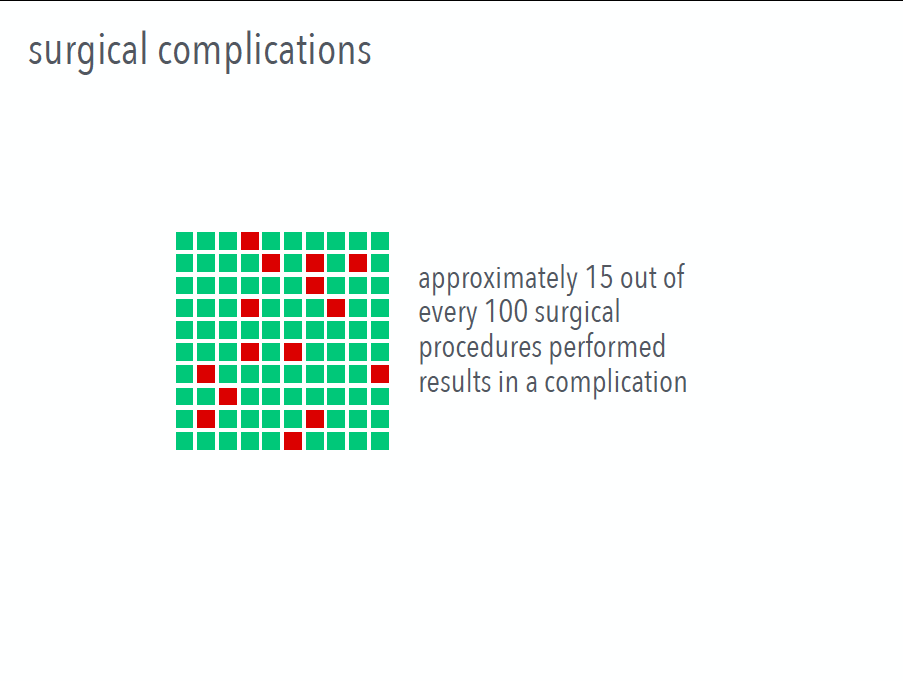 surgical complications
approximately 15 out of
every 100 surgical
procedures performed
results in a complication